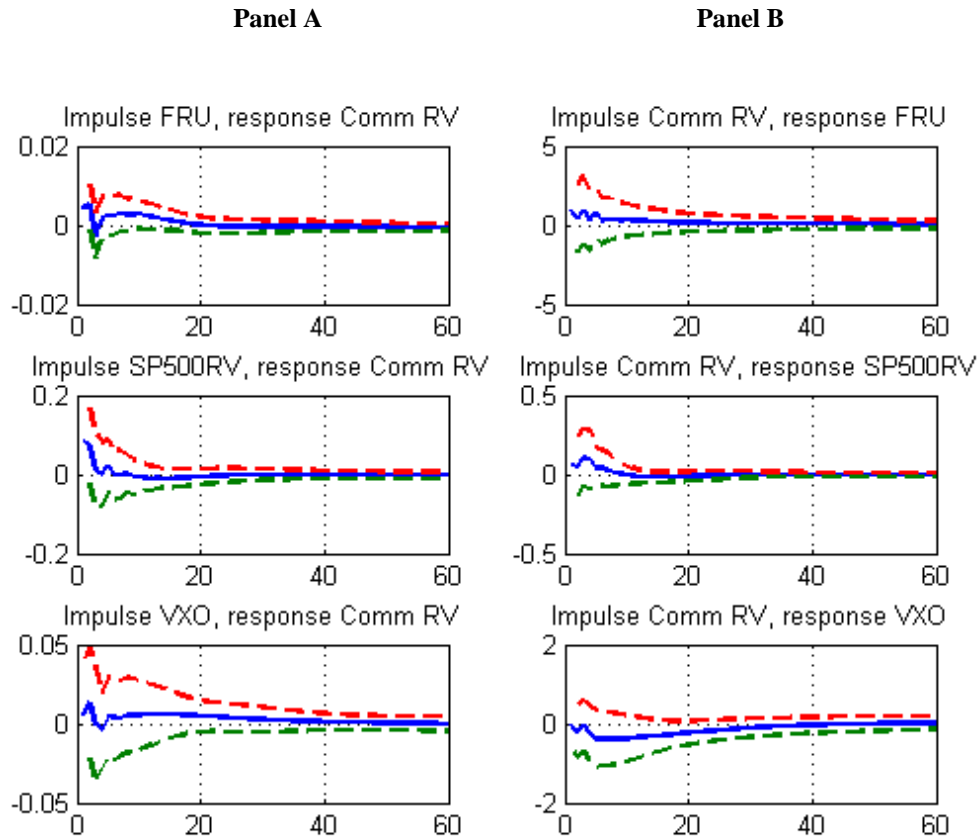 Panel A Panel B
Impulse FRU, response Comm RV Impulse Comm RV, response FRU
0.02 5
0 0
-0.02 -5
0 20 40 60 0 20 40 60
Impulse SP500RV, response Comm RV Impulse Comm RV, response SP500RV
0.2 0.5
0 0
-0.2 -0.5
0 20 40 60 0 20 40 60
Impulse VXO, response Comm RV Impulse Comm RV, response VXO
0.05 2
0 0
-0.05 -2
0 20 40 60 0 20 40 60